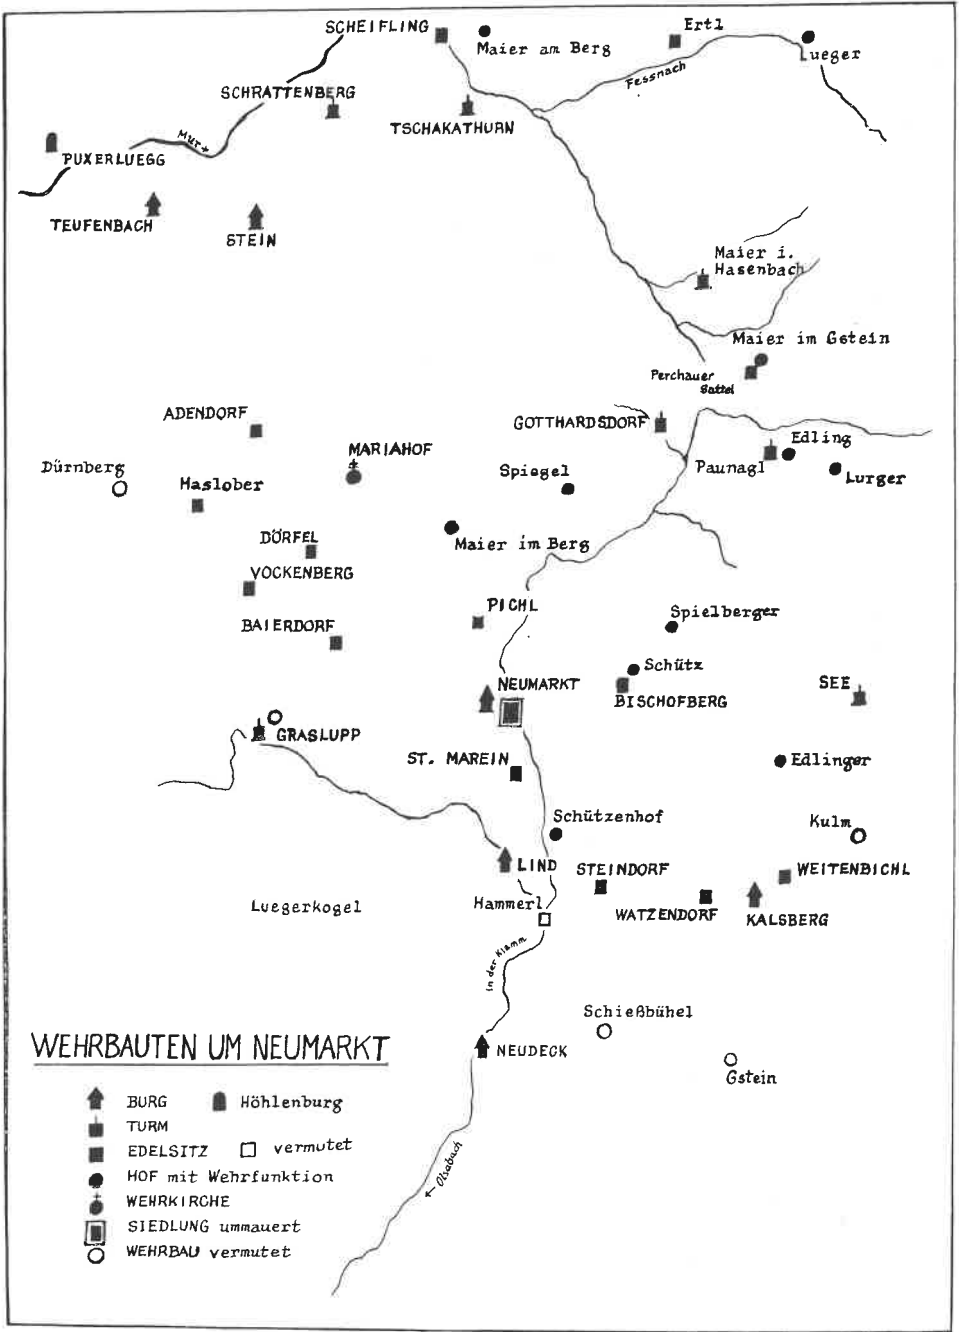 SCHEIFLING
Maier am Berg
Ertl
Lueger
Fessnach
SCHRATTENBERG
TSCHAKATHURN
Mur
PUXERLUEGG
TEUFENBACH
STEIN
Maier i.
Hasenbach
Maier im Gstein
Perchauer
Sattel
ADENDORF
GOTTHARDSDORF
MARIAHOF
Edling
Dürnberg
Haslober
Spiegel
Paunagl
Lurger
DÖRFEL
Maier im Berg
VOCKENBERG
PICHL
Spielberger
BAIERDORF
Schütz
NEUMARKT
BISCHOFBERG
SEE
GRASLUPP
ST. MAREIN
Edlinger
Schützenhof
Kulm
LIND
STEINDORF
WEITENBICHL
Luegerkogel
Hammerl
WATZENDORF
KALSBERG
in der Klamm
Schießbühel
NEUDECK
Gstein
WEHRBAUTEN UM NEUMARKT
BURG Höhlenburg
TURM
EDELSITZ vermutet
HOF mit Wehrfunktion
WEHRKIRCHE
SIEDLUNG ummauert
WEHRBAU vermutet
Olsabach